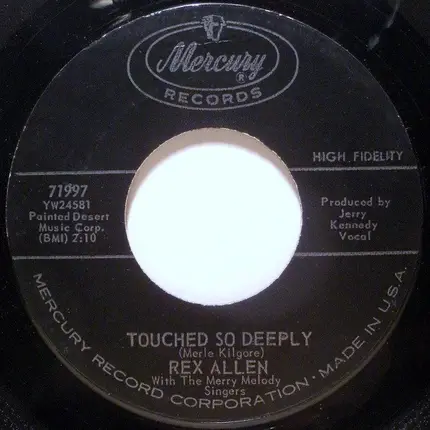 Mercury
®
RECORDS
HIGH FIDELITY
71997
YW24581
Painted Desert
Music Corp.
(BMI) 2:10
Produced by
Jerry
Kennedy
Vocal
TOUCHED SO DEEPLY
(Merle Kilgore)
REX ALLEN
With The Merry Melody
Singers
MERCURY RECORD CORPORATION · MADE IN U.S.A.